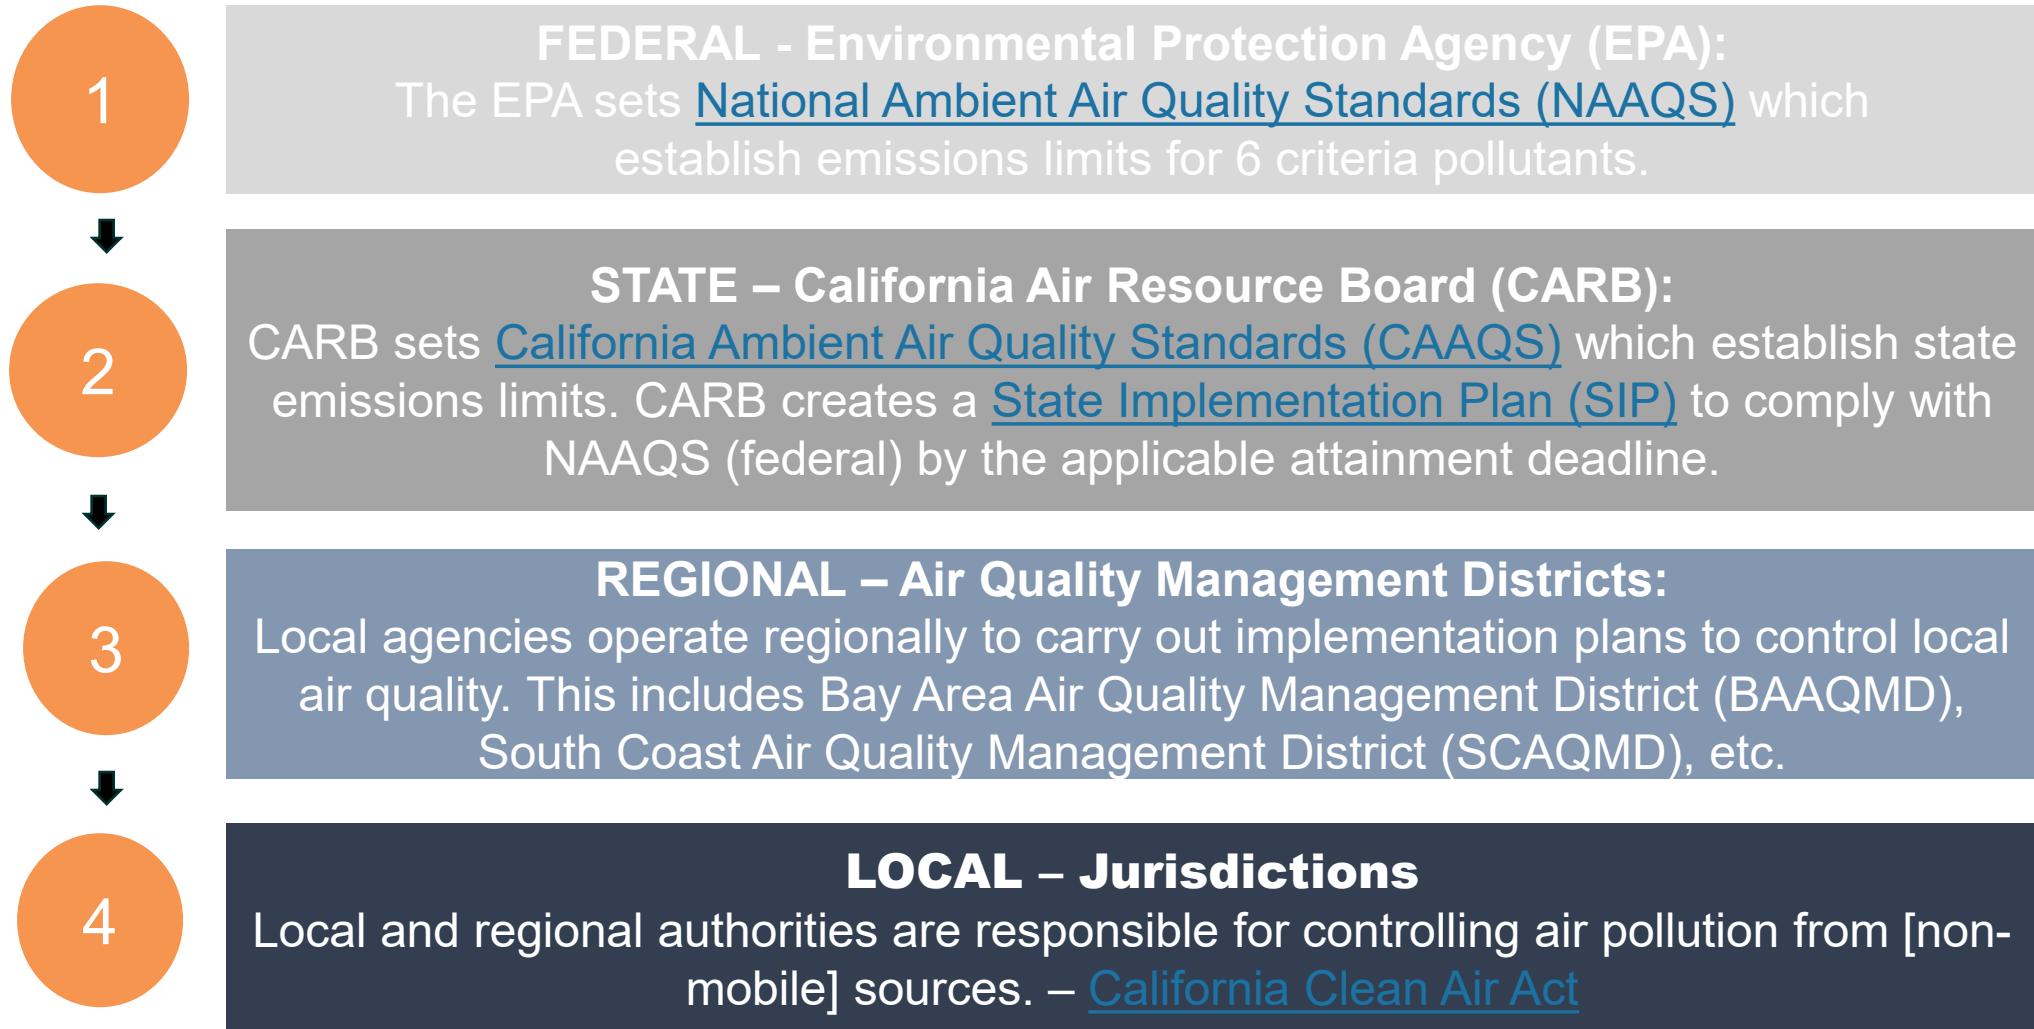 1
FEDERAL - Environmental Protection Agency (EPA):
The EPA sets National Ambient Air Quality Standards (NAAQS) which
establish emissions limits for 6 criteria pollutants.
2
STATE – California Air Resource Board (CARB):
CARB sets California Ambient Air Quality Standards (CAAQS) which establish state
emissions limits. CARB creates a State Implementation Plan (SIP) to comply with
NAAQS (federal) by the applicable attainment deadline.
3
REGIONAL – Air Quality Management Districts:
Local agencies operate regionally to carry out implementation plans to control local
air quality. This includes Bay Area Air Quality Management District (BAAQMD),
South Coast Air Quality Management District (SCAQMD), etc.
4
LOCAL – Jurisdictions
Local and regional authorities are responsible for controlling air pollution from [non-
mobile] sources. – California Clean Air Act